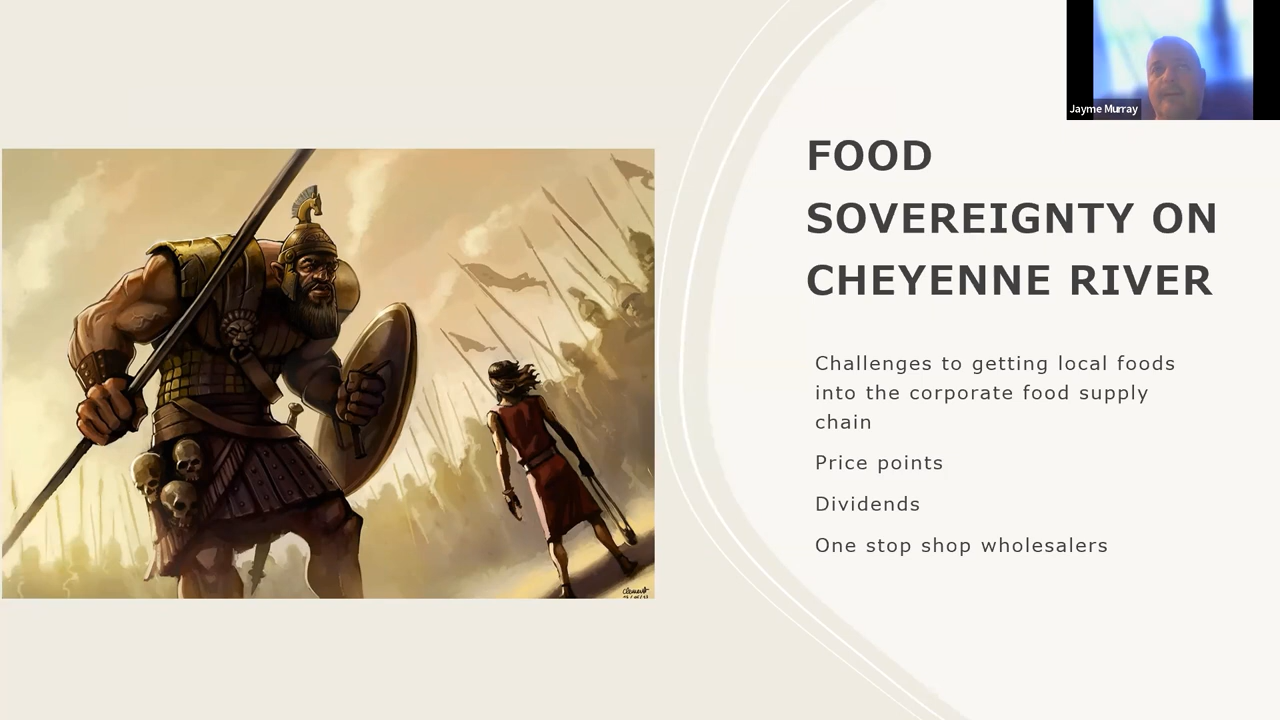 Jayme Murray
FOOD
SOVEREIGNTY ON
CHEYENNE RIVER
Challenges to getting local foods
into the corporate food supply
chain
Price points
Dividends
One stop shop wholesalers